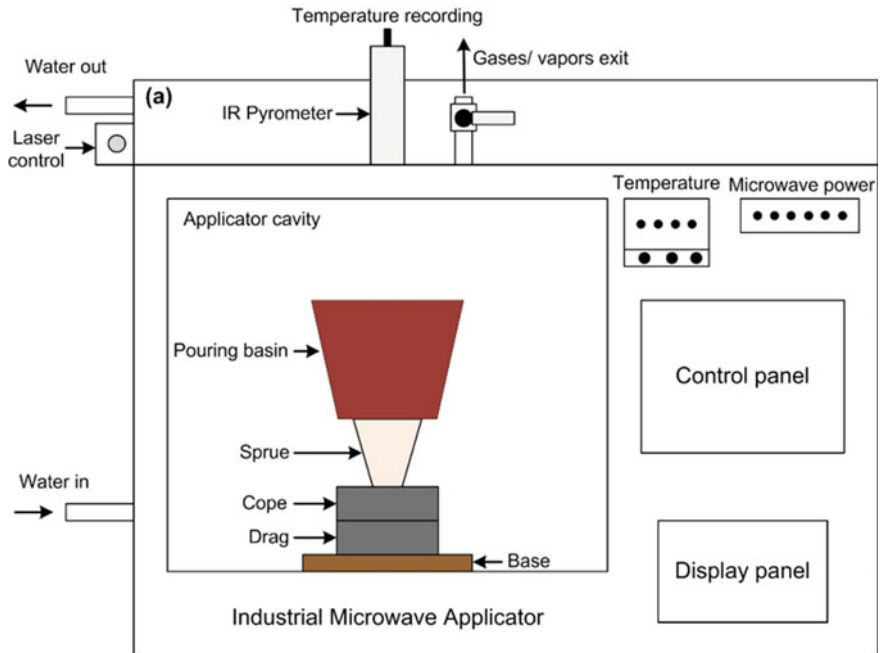 Temperature recording
Water out
Gases/ vapors exit
(a)
IR Pyrometer
Laser
control
Temperature
Microwave power
Applicator cavity
Pouring basin
Control panel
Sprue
Water in
Cope
Drag
Base
Display panel
Industrial Microwave Applicator